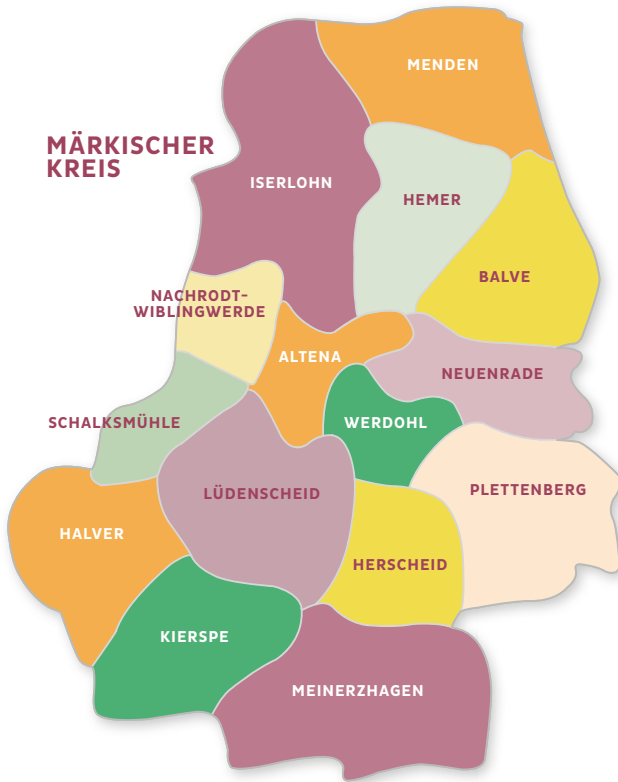 MENDEN
MÄRKISCHER
KREIS
ISERLOHN
HEMER
BALVE
NACHRODT-
WIBLINGWERDE
ALTENA
NEUENRADE
SCHALKSMÜHLE
WERDOHL
LÜDENSCHEID
PLETTENBERG
HALVER
HERSCHEID
KIERSPE
MEINERZHAGEN